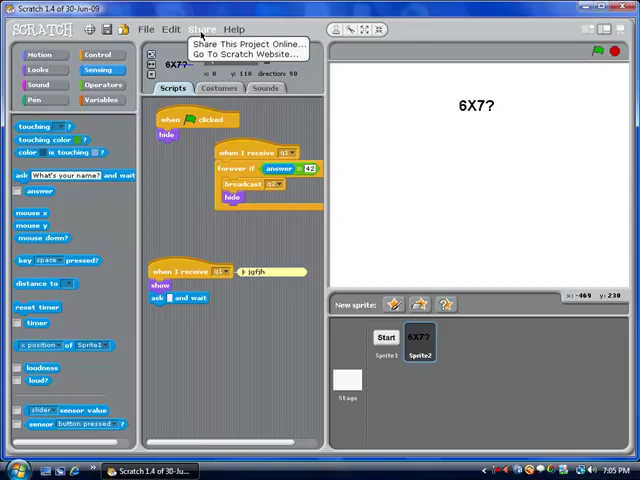 Scratch 1.4 of 30-Jun-09
SCRATCH
File Edit Share Help
Share This Project Online...
Go To Scratch Website...
Motion Control
Looks Sensing
Sound Operators
Pen Variables
6X7?
x: 0 y: 110 direction: 90
Scripts Costumes Sounds
touching ?
touching color ?
color is touching ?
ask What's your name? and wait
answer
mouse x
mouse y
mouse down?
key space pressed?
distance to
reset timer
timer
x position of Sprite1
loudness
loud?
slider sensor value
sensor button pressed ?
when clicked
hide
when I receive q1
forever if answer = 42
broadcast q2
hide
when I receive q1
jgfjh
show
ask and wait
6X7?
x: -469 y: 230
New sprite:
Start
Sprite1
6X7?
Sprite2
Stage
Scratch 1.4 of 30-Jun...
7:05 PM